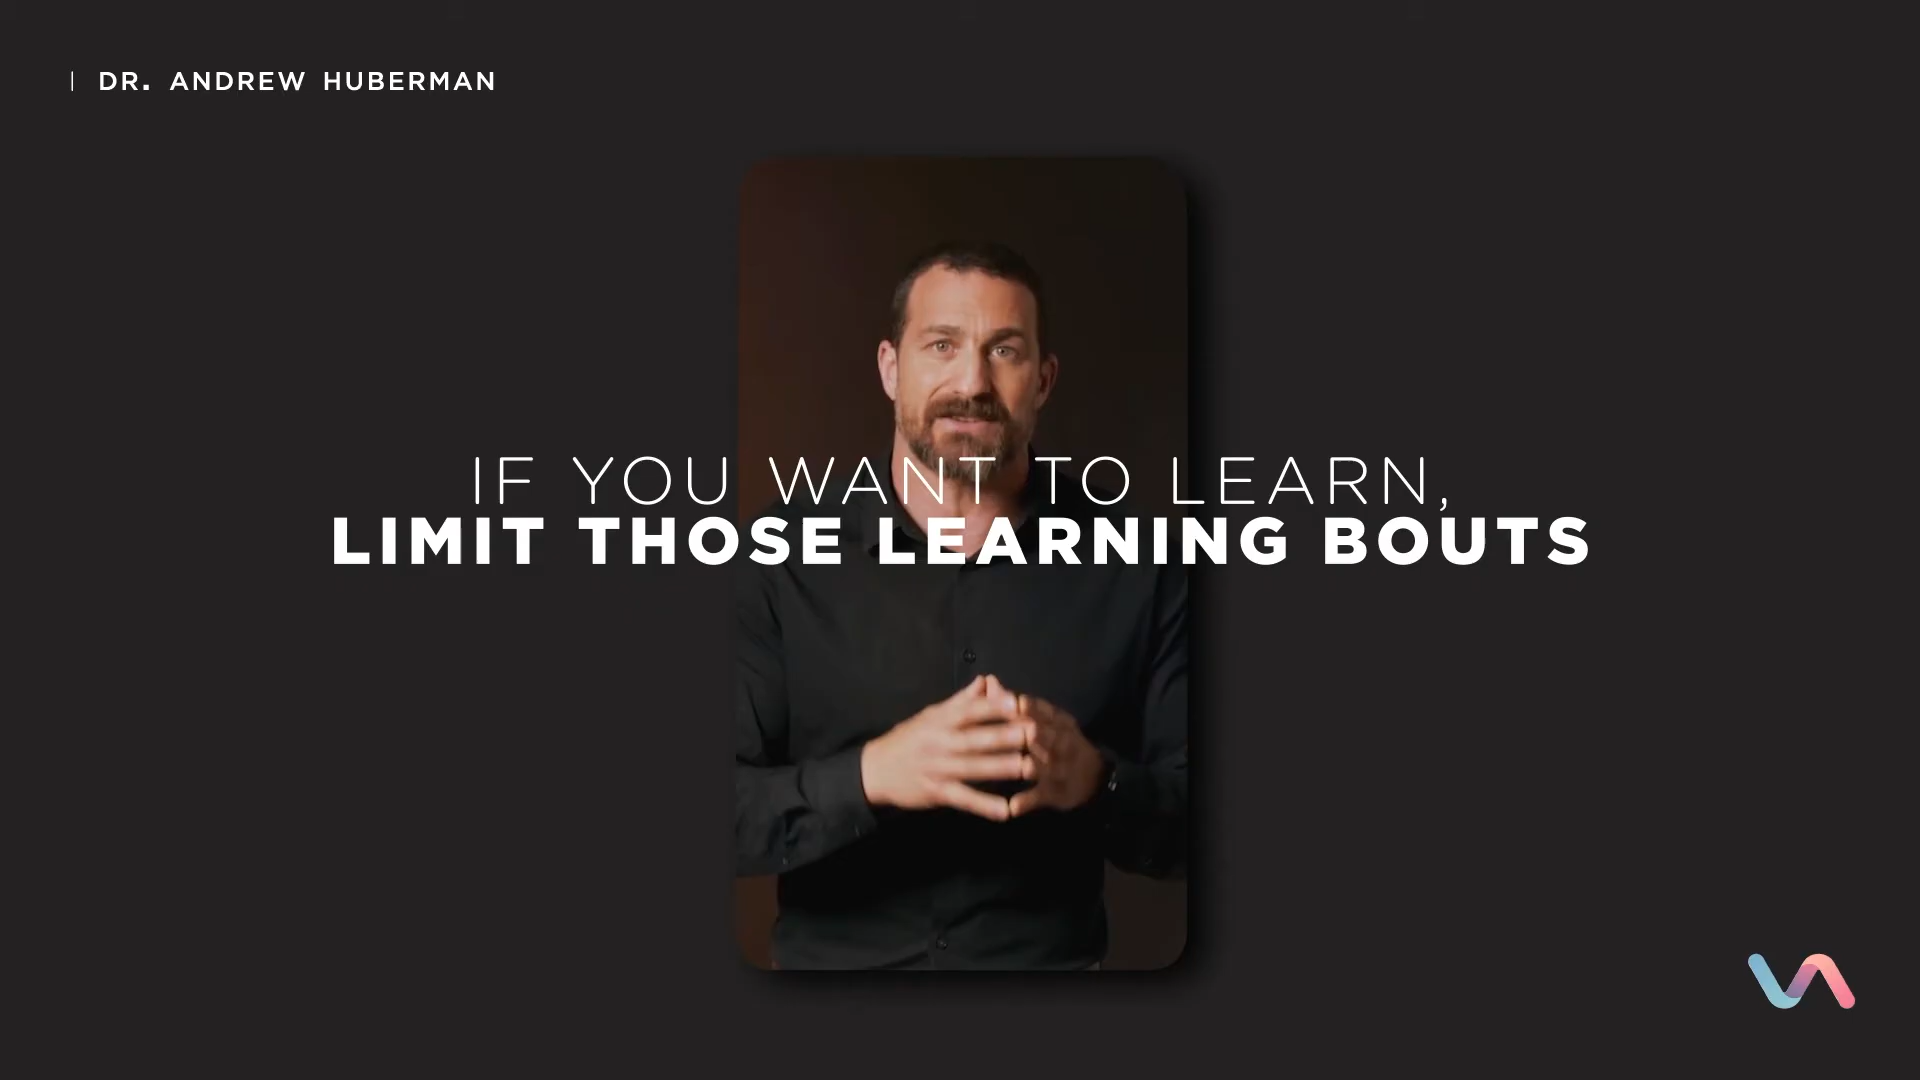 | DR. ANDREW HUBERMAN
IF YOU WANT TO LEARN,
LIMIT THOSE LEARNING BOUTS